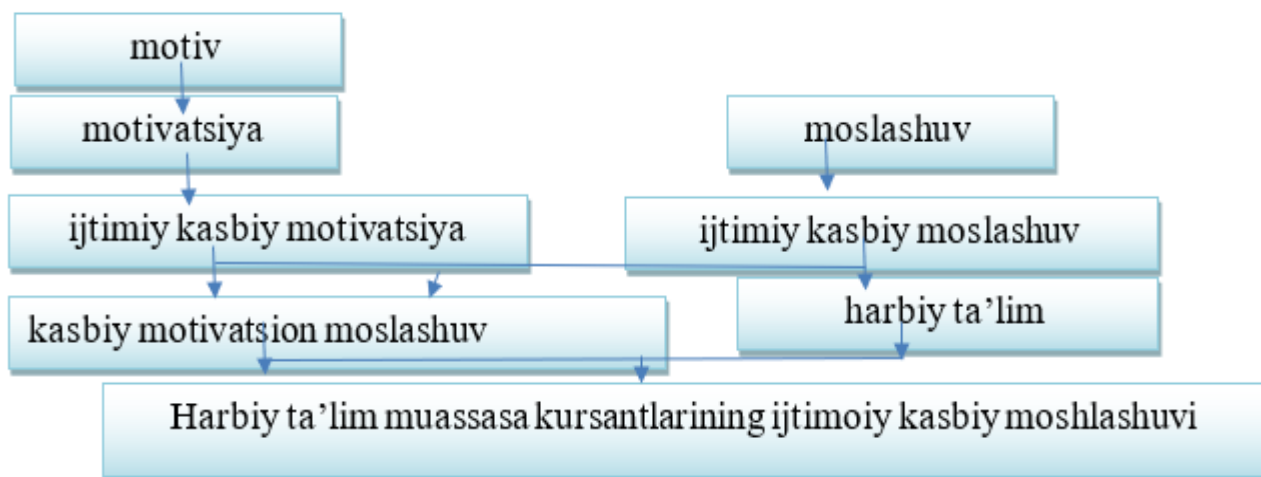 motiv
motivatsiya
moslashuv
ijtimiy kasbiy motivatsiya
ijtimiy kasbiy moslashuv
kasbiy motivatsion moslashuv
harbiy ta’lim
Harbiy ta’lim muassasa kursantlarining ijtimoiy kasbiy moshlashuvi